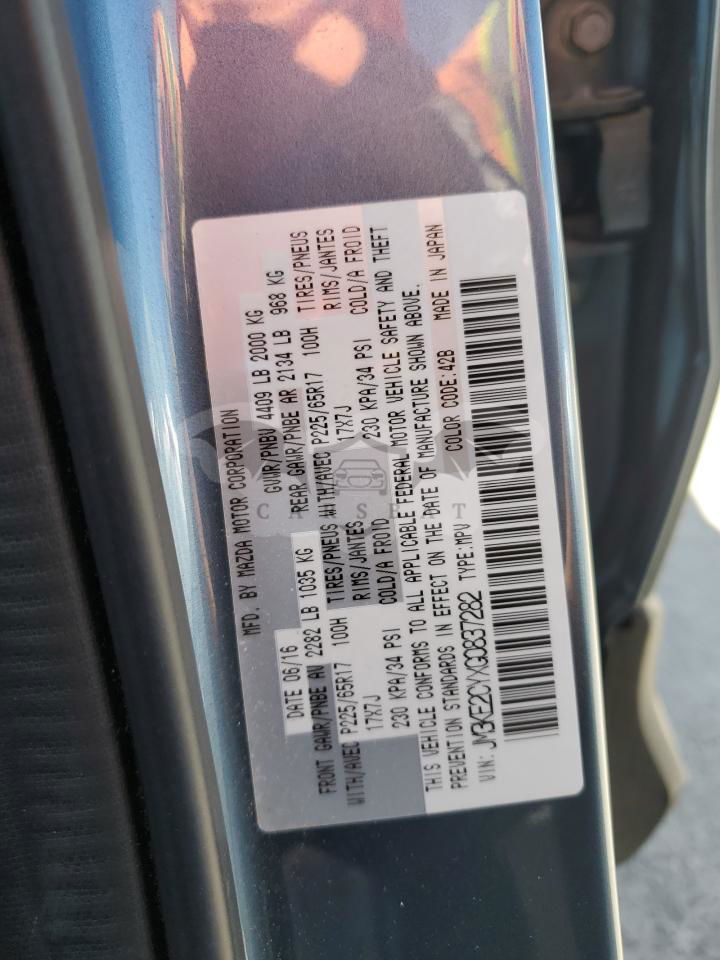 MFD. BY MAZDA MOTOR CORPORATION
DATE 06/16 GVWR/PNBV 4409 LB 2000 KG
FRONT GAWR/PNBE AV 2282 LB 1035 KG REAR GAWR/PNBE AR 2134 LB 968 KG
WITH/AVEC P225/65R17 100H TIRES/PNEUS WITH/AVEC P225/65R17 100H TIRES/PNEUS
17X7J RIMS/JANTES 17X7J RIMS/JANTES
230 KPA/34 PSI COLD/A FROID 230 KPA/34 PSI COLD/A FROID
THIS VEHICLE CONFORMS TO ALL APPLICABLE FEDERAL MOTOR VEHICLE SAFETY AND THEFT
PREVENTION STANDARDS IN EFFECT ON THE DATE OF MANUFACTURE SHOWN ABOVE.
VIN: JM3KE2CYXG0837282 TYPE:MPV COLOR CODE:42B MADE IN JAPAN